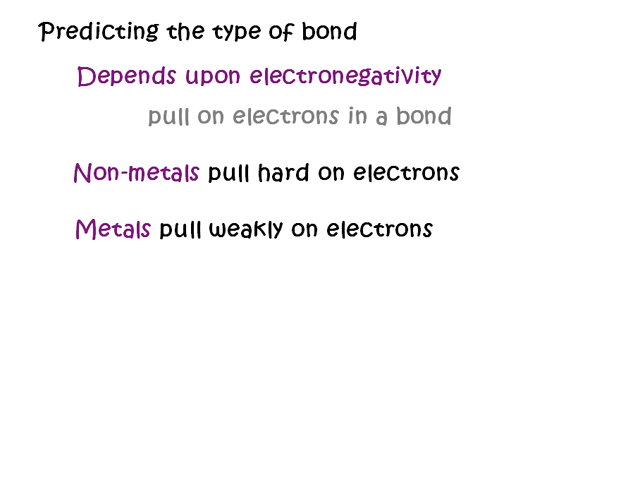 Predicting the type of bond
Depends upon electronegativity
pull on electrons in a bond
Non-metals pull hard on electrons
Metals pull weakly on electrons